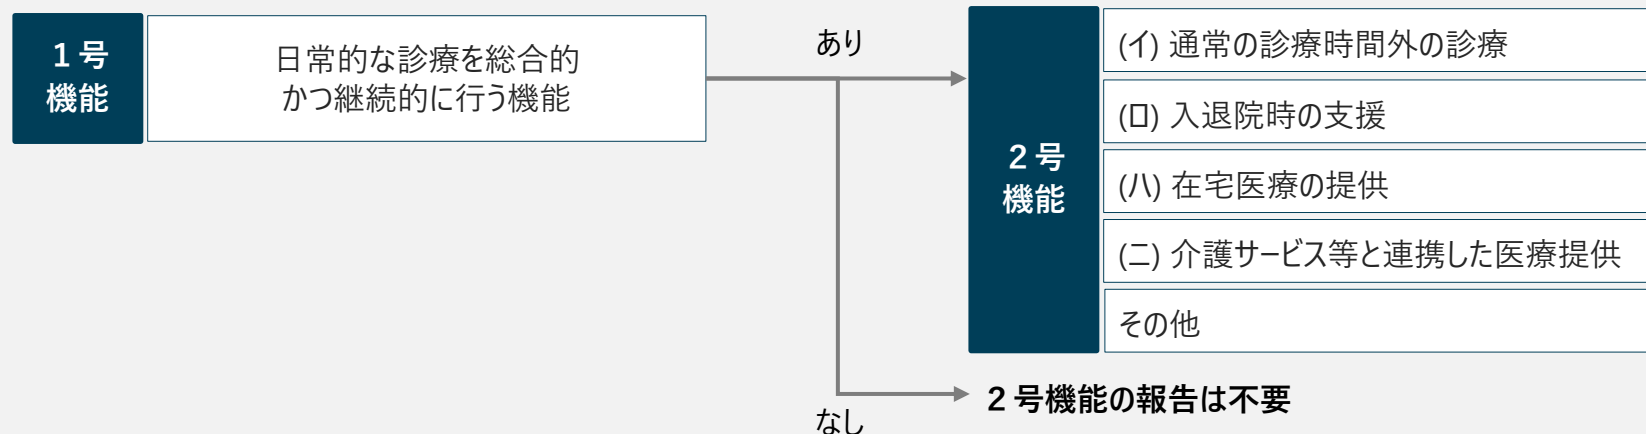 1号
機能
日常的な診療を総合的
かつ継続的に行う機能
あり
2号
機能
(イ) 通常の診療時間外の診療
(ロ) 入退院時の支援
(ハ) 在宅医療の提供
(ニ) 介護サービス等と連携した医療提供
その他
2号機能の報告は不要
なし